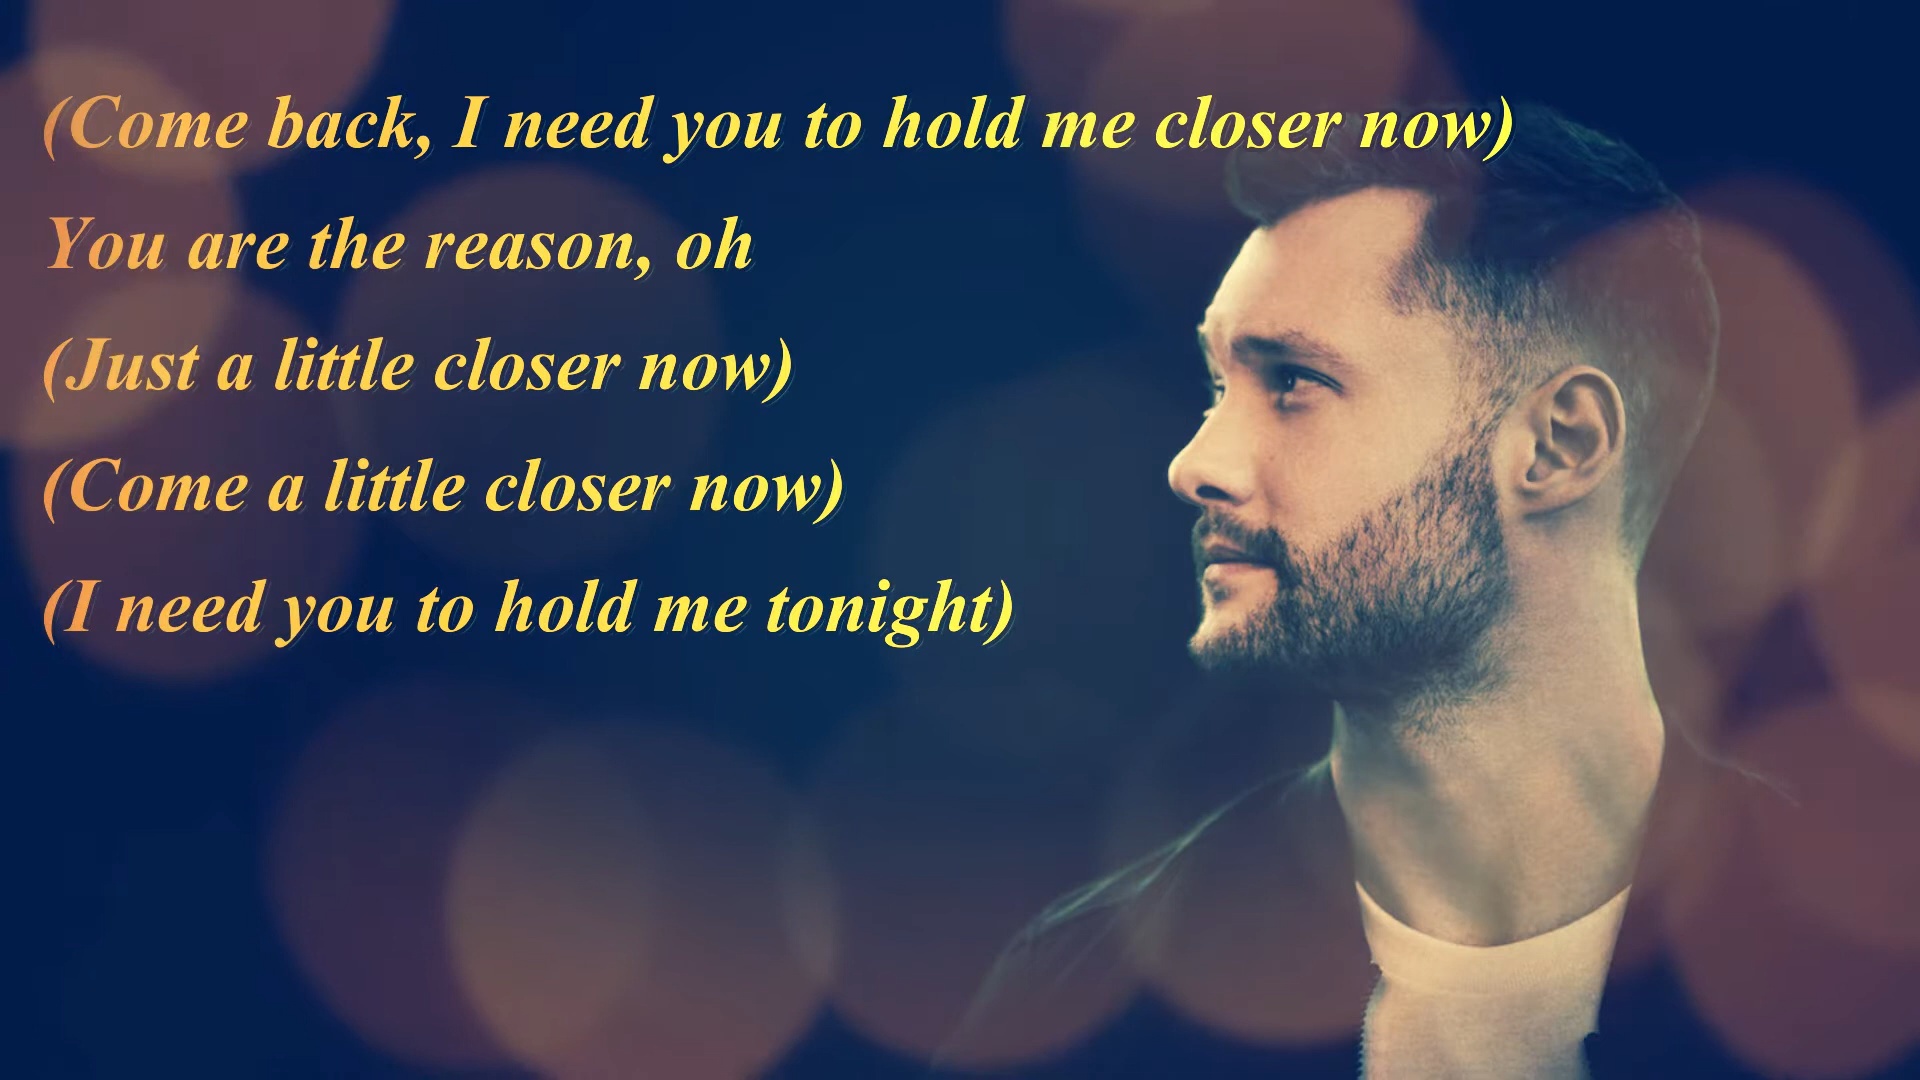 (Come back, I need you to hold me closer now)
You are the reason, oh
(Just a little closer now)
(Come a little closer now)
(I need you to hold me tonight)